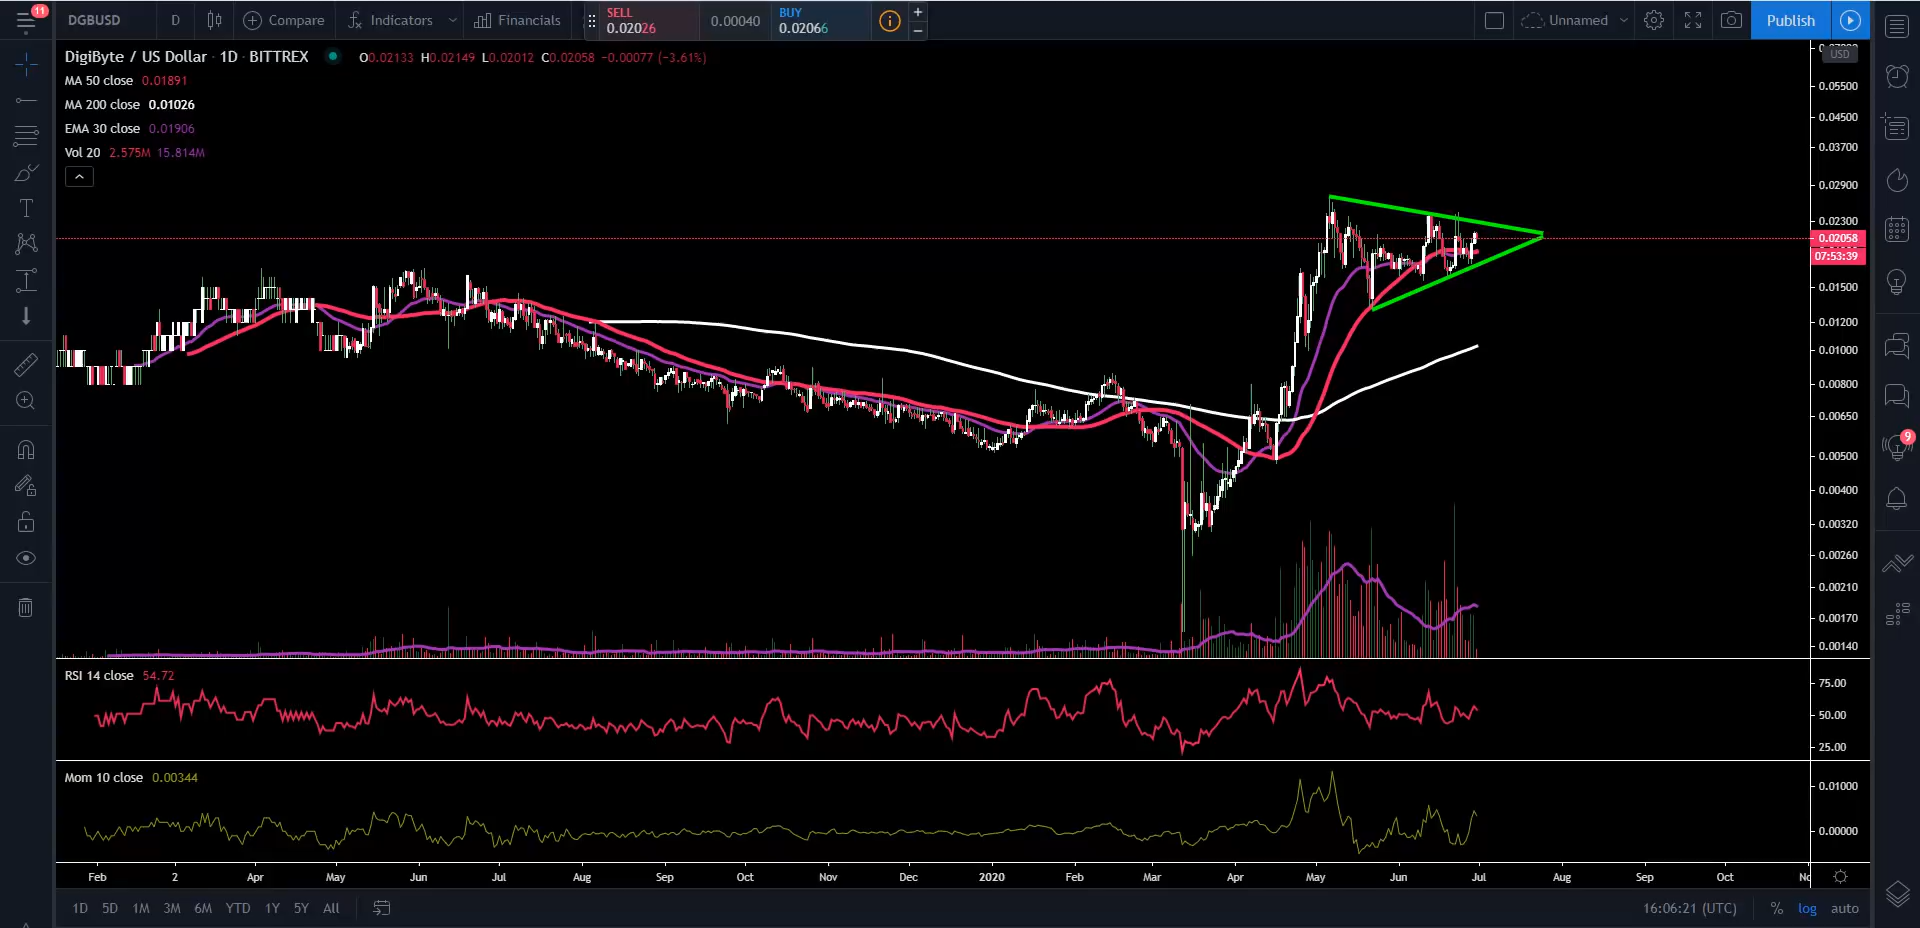 11
DGBUSD D Compare Indicators Financials
SELL 0.02026 0.00040 BUY 0.02066
Unnamed Publish
DigiByte / US Dollar · 1D · BITTREX O0.02133 H0.02149 L0.02012 C0.02058 −0.00077 (−3.61%)
MA 50 close 0.01891
MA 200 close 0.01026
EMA 30 close 0.01906
Vol 20 2.575M 15.814M
USD
0.05500
0.04500
0.03700
0.02900
0.02300
0.02058
07:53:39
0.01500
0.01200
0.01000
0.00800
0.00650
0.00500
0.00400
0.00320
0.00260
0.00210
0.00170
0.00140
9
RSI 14 close 54.72
75.00
50.00
25.00
Mom 10 close 0.00344
0.01000
0.00000
Feb 2 Apr May Jun Jul Aug Sep Oct Nov Dec 2020 Feb Mar Apr May Jun Jul Aug Sep Oct
1D 5D 1M 3M 6M YTD 1Y 5Y All 16:06:21 (UTC) % log auto